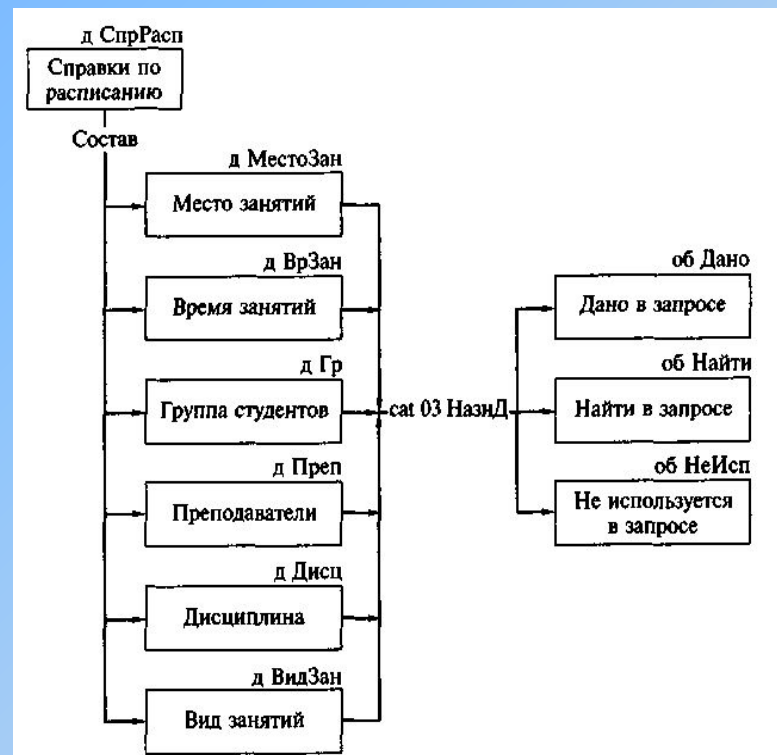 д СпрРасп
Справки по
расписанию
Состав
д МестоЗан
Место занятий
д ВрЗан
Время занятий
д Гр
Группа студентов
д Преп
Преподаватели
д Дисц
Дисциплина
д ВидЗан
Вид занятий
cat 03 НазнД
об Дано
Дано в запросе
об Найти
Найти в запросе
об НеИсп
Не используется
в запросе